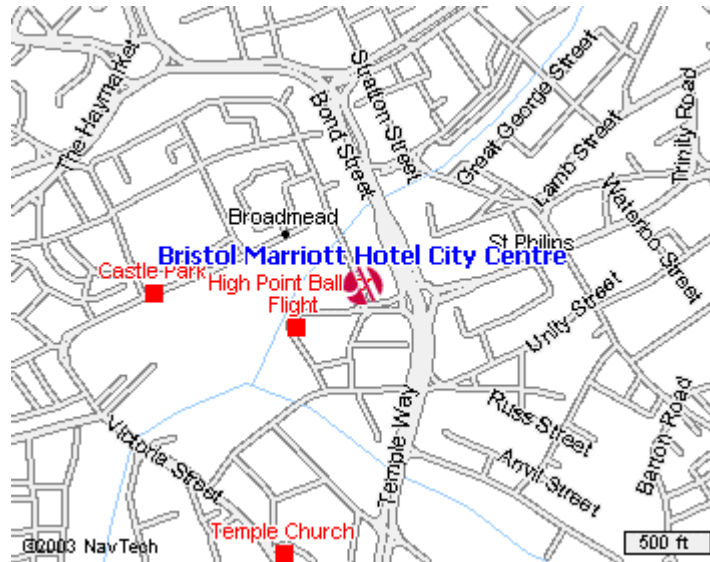 The Haymarket
Stratton Street
Bond Street
Great George Street
Lamb Street
Trinity Road
Waterloo Street
Broadmead
St Philips
Bristol Marriott Hotel City Centre
Castle Park
High Point Ball
Flight
Unity Street
Russ Street
Anvil Street
Barton Road
Temple Way
Victoria Street
Temple Church
©2003 NavTech
500 ft